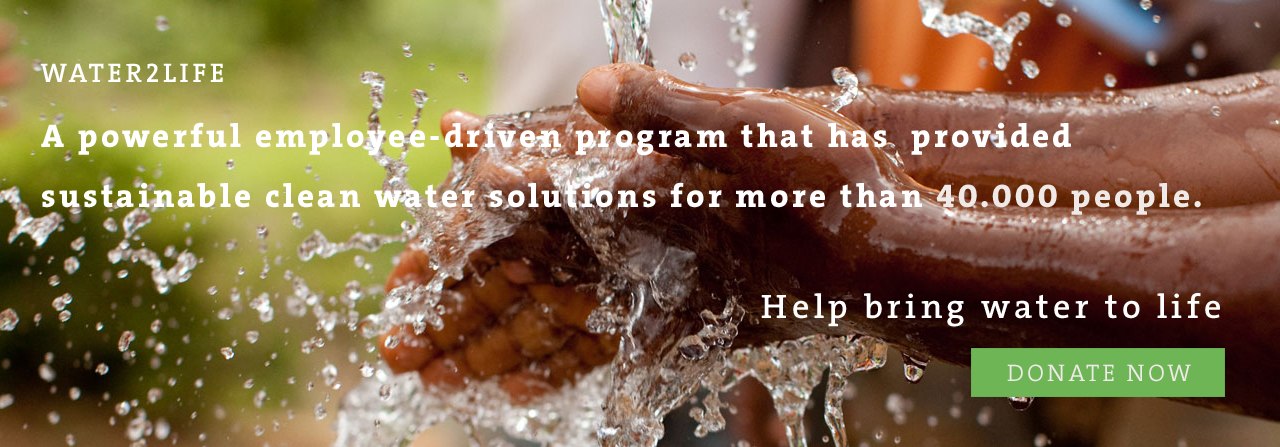 WATER2LIFE
A powerful employee-driven program that has provided
sustainable clean water solutions for more than 40.000 people.
Help bring water to life
DONATE NOW